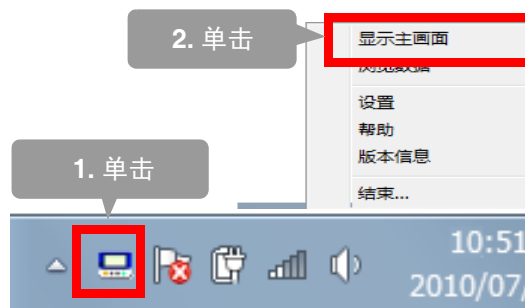 2. 单击
显示主画面
浏览数据
设置
帮助
版本信息
1. 单击
结束...
10:51
2010/07/